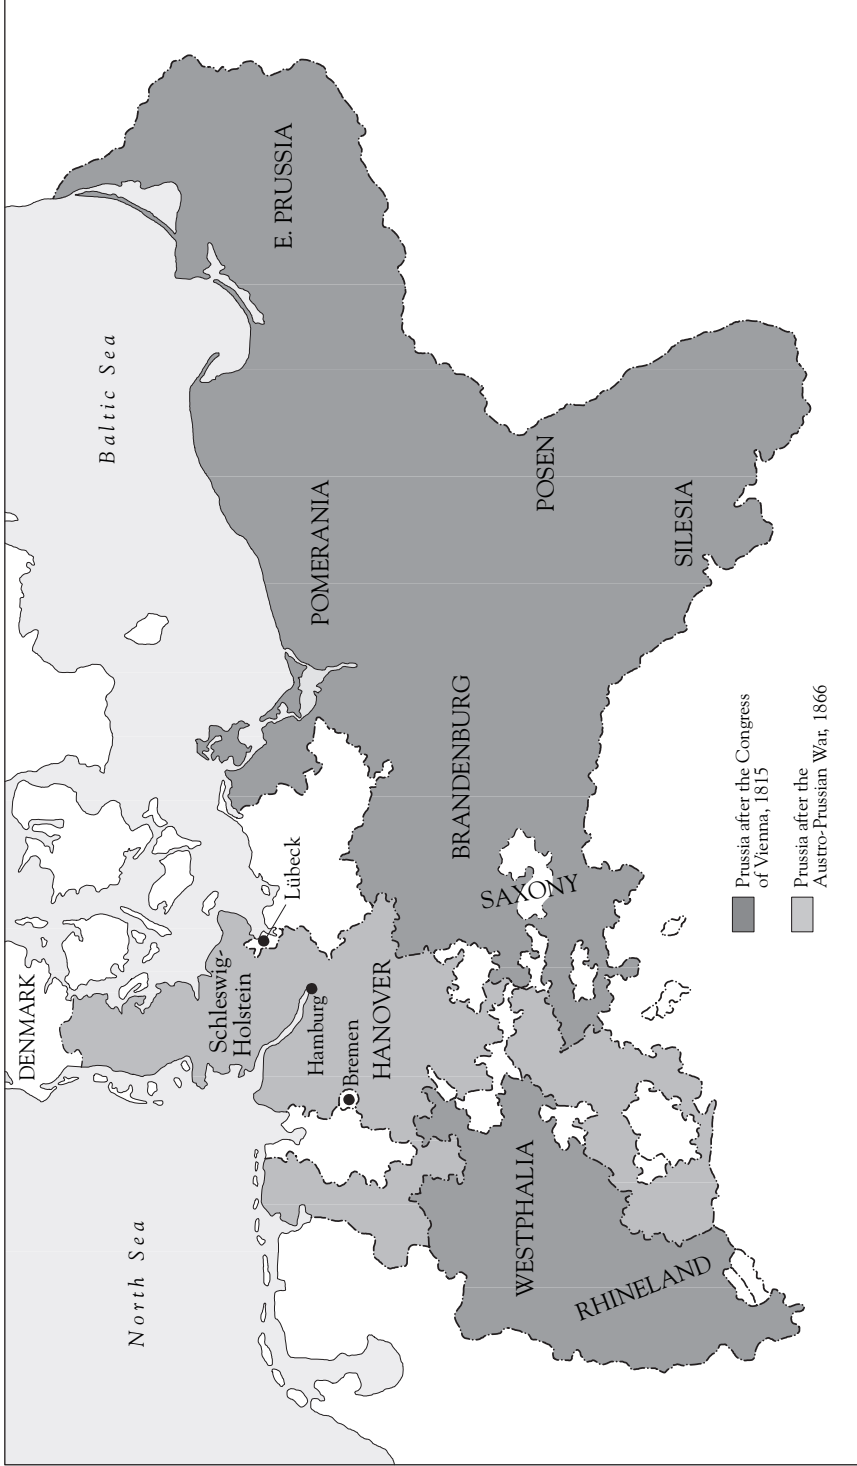 DENMARK
North Sea
Baltic Sea
Schleswig-
Holstein
Lübeck
Hamburg
Bremen
HANOVER
E. PRUSSIA
POMERANIA
POSEN
BRANDENBURG
SILESIA
SAXONY
WESTPHALIA
RHINELAND
Prussia after the Congress
of Vienna, 1815
Prussia after the
Austro-Prussian War, 1866